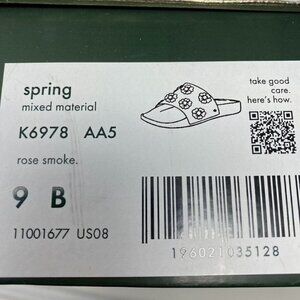 spring
mixed material
take good
care.
here's how.
K6978 AA5
rose smoke.
9 B
11001677 US08
196021035128